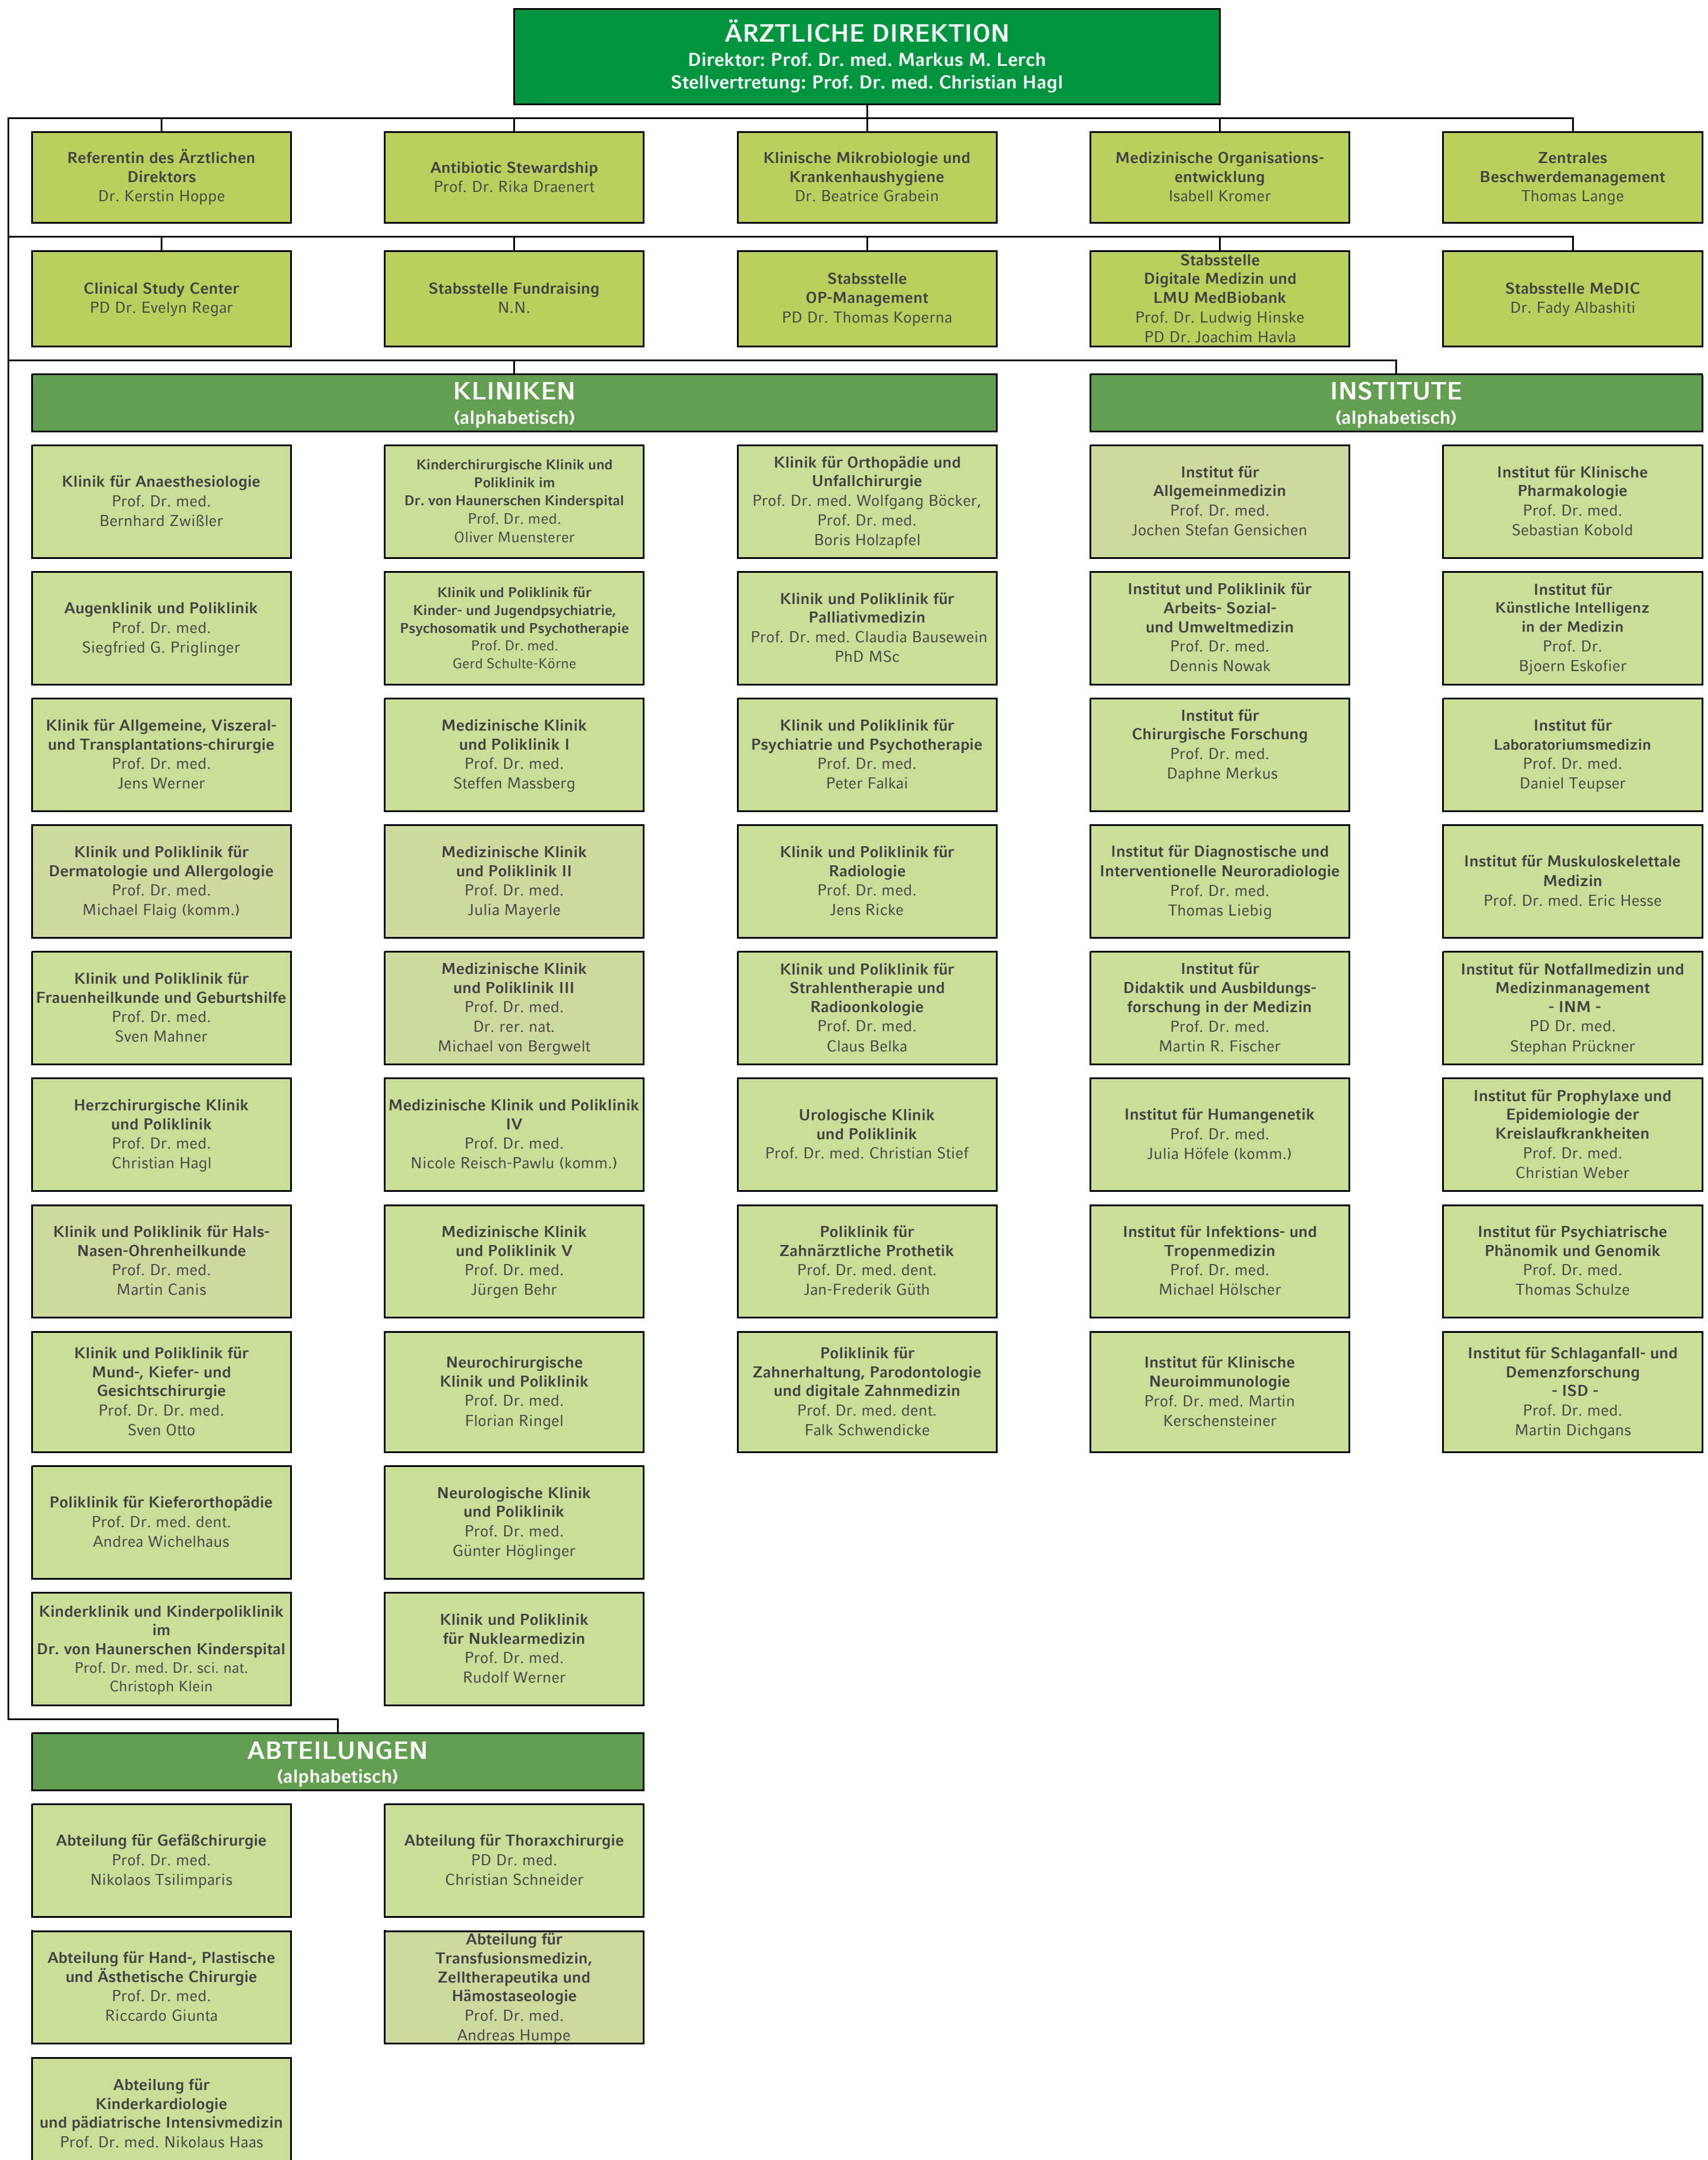 ÄRZTLICHE DIREKTION
Direktor: Prof. Dr. med. Markus M. Lerch
Stellvertretung: Prof. Dr. med. Christian Hagl
Referentin des Ärztlichen
Direktors
Dr. Kerstin Hoppe
Antibiotic Stewardship
Prof. Dr. Rika Draenert
Klinische Mikrobiologie und
Krankenhaushygiene
Dr. Beatrice Grabein
Medizinische Organisations-
entwicklung
Isabell Kromer
Zentrales
Beschwerdemanagement
Thomas Lange
Clinical Study Center
PD Dr. Evelyn Regar
Stabsstelle Fundraising
N.N.
Stabsstelle
OP-Management
PD Dr. Thomas Koperna
Stabsstelle
Digitale Medizin und
LMU MedBiobank
Prof. Dr. Ludwig Hinske
PD Dr. Joachim Havla
Stabsstelle MeDIC
Dr. Fady Albashiti
KLINIKEN
(alphabetisch)
Klinik für Anaesthesiologie
Prof. Dr. med.
Bernhard Zwißler
Augenklinik und Poliklinik
Prof. Dr. med.
Siegfried G. Priglinger
Klinik für Allgemeine, Viszeral-
und Transplantations-chirurgie
Prof. Dr. med.
Jens Werner
Klinik und Poliklinik für
Dermatologie und Allergologie
Prof. Dr. med.
Michael Flaig (komm.)
Klinik und Poliklinik für
Frauenheilkunde und Geburtshilfe
Prof. Dr. med.
Sven Mahner
Herzchirurgische Klinik
und Poliklinik
Prof. Dr. med.
Christian Hagl
Klinik und Poliklinik für Hals-
Nasen-Ohrenheilkunde
Prof. Dr. med.
Martin Canis
Klinik und Poliklinik für
Mund-, Kiefer- und
Gesichtschirurgie
Prof. Dr. Dr. med.
Sven Otto
Poliklinik für Kieferorthopädie
Prof. Dr. med. dent.
Andrea Wichelhaus
Kinderklinik und Kinderpoliklinik
im
Dr. von Haunerschen Kinderspital
Prof. Dr. med. Dr. sci. nat.
Christoph Klein
Kinderchirurgische Klinik und
Poliklinik im
Dr. von Haunerschen Kinderspital
Prof. Dr. med.
Oliver Muensterer
Klinik und Poliklinik für
Kinder- und Jugendpsychiatrie,
Psychosomatik und Psychotherapie
Prof. Dr. med.
Gerd Schulte-Körne
Medizinische Klinik
und Poliklinik I
Prof. Dr. med.
Steffen Massberg
Medizinische Klinik
und Poliklinik II
Prof. Dr. med.
Julia Mayerle
Medizinische Klinik
und Poliklinik III
Prof. Dr. med.
Dr. rer. nat.
Michael von Bergwelt
Medizinische Klinik und Poliklinik
IV
Prof. Dr. med.
Nicole Reisch-Pawlu (komm.)
Medizinische Klinik
und Poliklinik V
Prof. Dr. med.
Jürgen Behr
Neurochirurgische
Klinik und Poliklinik
Prof. Dr. med.
Florian Ringel
Neurologische Klinik
und Poliklinik
Prof. Dr. med.
Günter Höglinger
Klinik und Poliklinik
für Nuklearmedizin
Prof. Dr. med.
Rudolf Werner
Klinik für Orthopädie und
Unfallchirurgie
Prof. Dr. med. Wolfgang Böcker,
Prof. Dr. med.
Boris Holzapfel
Klinik und Poliklinik für
Palliativmedizin
Prof. Dr. med. Claudia Bausewein
PhD MSc
Klinik und Poliklinik für
Psychiatrie und Psychotherapie
Prof. Dr. med.
Peter Falkai
Klinik und Poliklinik für
Radiologie
Prof. Dr. med.
Jens Ricke
Klinik und Poliklinik für
Strahlentherapie und
Radioonkologie
Prof. Dr. med.
Claus Belka
Urologische Klinik
und Poliklinik
Prof. Dr. med. Christian Stief
Poliklinik für
Zahnärztliche Prothetik
Prof. Dr. med. dent.
Jan-Frederik Güth
Poliklinik für
Zahnerhaltung, Parodontologie
und digitale Zahnmedizin
Prof. Dr. med. dent.
Falk Schwendicke
INSTITUTE
(alphabetisch)
Institut für
Allgemeinmedizin
Prof. Dr. med.
Jochen Stefan Gensichen
Institut und Poliklinik für
Arbeits- Sozial-
und Umweltmedizin
Prof. Dr. med.
Dennis Nowak
Institut für
Chirurgische Forschung
Prof. Dr. med.
Daphne Merkus
Institut für Diagnostische und
Interventionelle Neuroradiologie
Prof. Dr. med.
Thomas Liebig
Institut für
Didaktik und Ausbildungs-
forschung in der Medizin
Prof. Dr. med.
Martin R. Fischer
Institut für Humangenetik
Prof. Dr. med.
Julia Höfele (komm.)
Institut für Infektions- und
Tropenmedizin
Prof. Dr. med.
Michael Hölscher
Institut für Klinische
Neuroimmunologie
Prof. Dr. med. Martin
Kerschensteiner
Institut für Klinische
Pharmakologie
Prof. Dr. med.
Sebastian Kobold
Institut für
Künstliche Intelligenz
in der Medizin
Prof. Dr.
Bjoern Eskofier
Institut für
Laboratoriumsmedizin
Prof. Dr. med.
Daniel Teupser
Institut für Muskuloskelettale
Medizin
Prof. Dr. med. Eric Hesse
Institut für Notfallmedizin und
Medizinmanagement
- INM -
PD Dr. med.
Stephan Prückner
Institut für Prophylaxe und
Epidemiologie der
Kreislaufkrankheiten
Prof. Dr. med.
Christian Weber
Institut für Psychiatrische
Phänomik und Genomik
Prof. Dr. med.
Thomas Schulze
Institut für Schlaganfall- und
Demenzforschung
- ISD -
Prof. Dr. med.
Martin Dichgans
ABTEILUNGEN
(alphabetisch)
Abteilung für Gefäßchirurgie
Prof. Dr. med.
Nikolaos Tsilimparis
Abteilung für Hand-, Plastische
und Ästhetische Chirurgie
Prof. Dr. med.
Riccardo Giunta
Abteilung für
Kinderkardiologie
und pädiatrische Intensivmedizin
Prof. Dr. med. Nikolaus Haas
Abteilung für Thoraxchirurgie
PD Dr. med.
Christian Schneider
Abteilung für
Transfusionsmedizin,
Zelltherapeutika und
Hämostaseologie
Prof. Dr. med.
Andreas Humpe